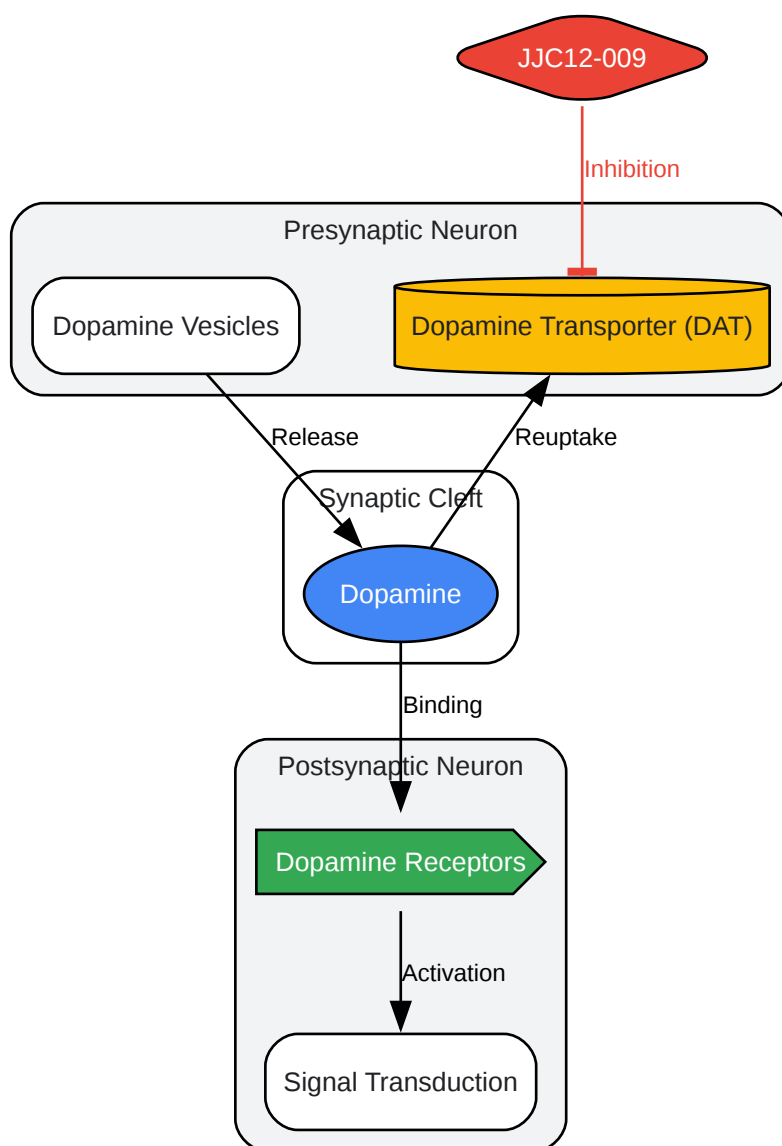 JJC12-009
Inhibition
Presynaptic Neuron
Dopamine Vesicles
Dopamine Transporter (DAT)
Release
Reuptake
Synaptic Cleft
Dopamine
Binding
Postsynaptic Neuron
Dopamine Receptors
Activation
Signal Transduction